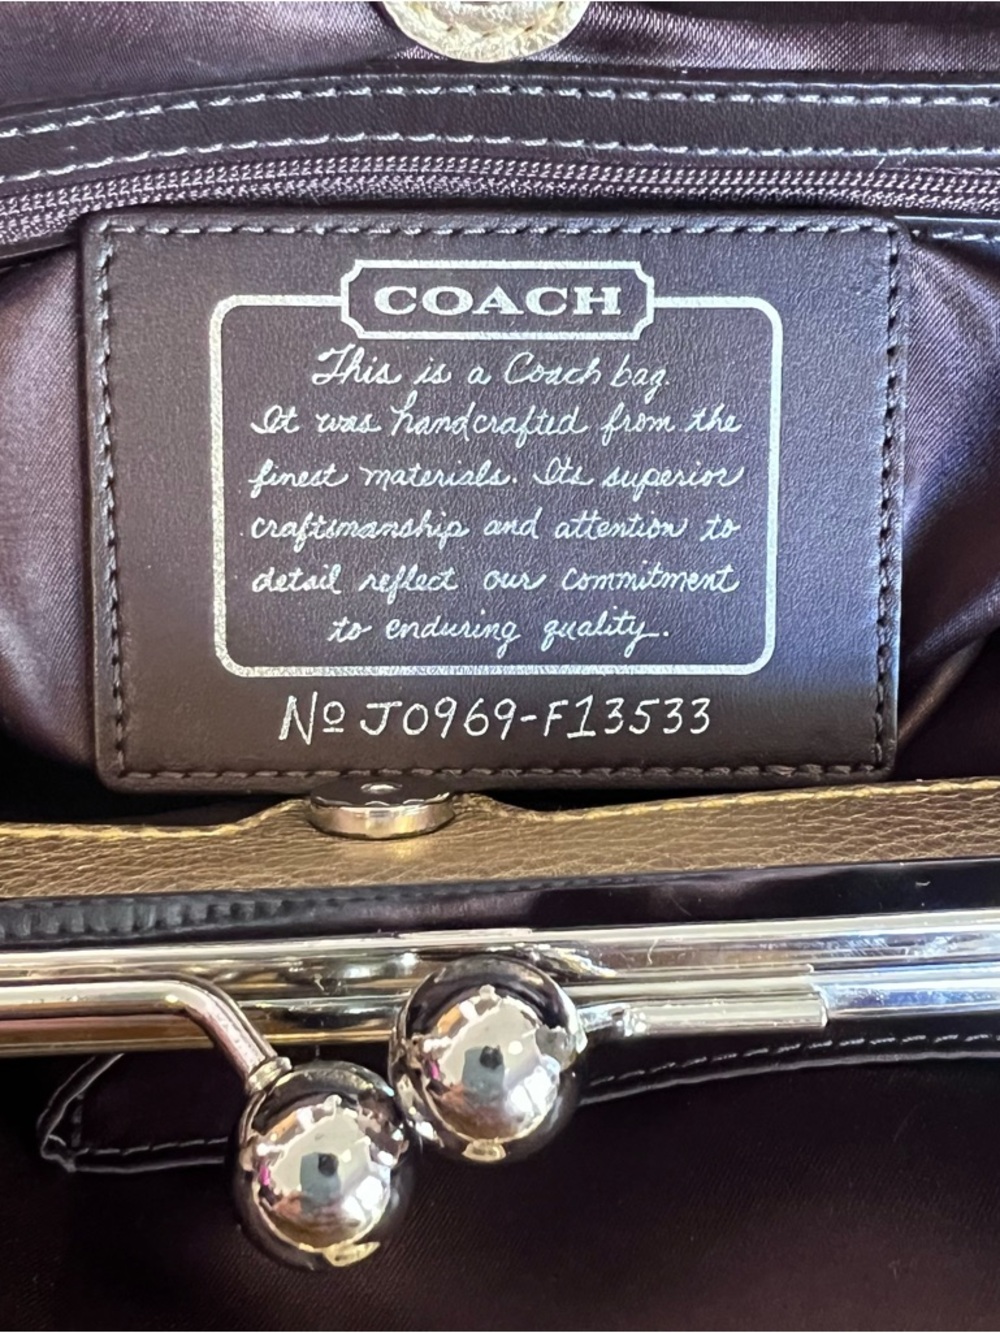 COACH
This is a Coach bag.
It was handcrafted from the
finest materials. Its superior
craftsmanship and attention to
detail reflect our commitment
to enduring quality.
Nº J0969-F13533